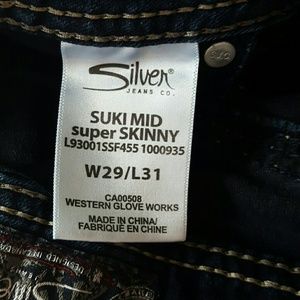 Silver®
JEANS CO.
SUKI MID
super SKINNY
L93001SSF455 1000935
W29/L31
CA00508
WESTERN GLOVE WORKS
MADE IN CHINA/
FABRIQUÉ EN CHINE